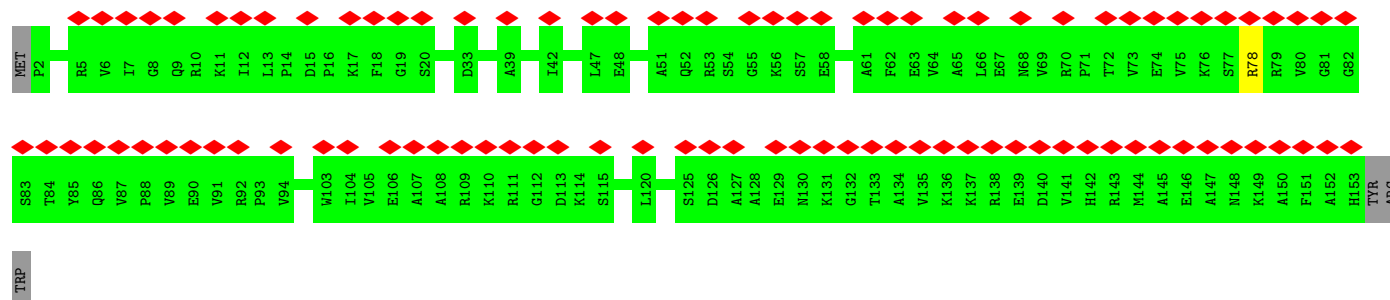 MET P2 R5 V6 I7 G8 Q9 R10 K11 I12 L13 P14 D15 P16 K17 F18 G19 S20 D33 A39 I42 L47 E48 A51 Q52 R53 S54 G55 K56 S57 E58 A61 F62 E63 V64 A65 L66 E67 N68 V69 R70 P71 T72 V73 E74 V75 K76 S77 R78 R79 V80 G81 G82
S83 T84 Y85 Q86 V87 P88 V89 E90 V91 R92 P93 V94 W103 I104 V105 E106 A107 A108 R109 K110 R111 G112 D113 K114 S115 L120 S125 D126 A127 A128 E129 N130 K131 G132 T133 A134 V135 K136 K137 R138 E139 D140 V141 H142 R143 M144 A145 E146 A147 N148 K149 A150 F151 A152 H153 TYR ARG
TRP